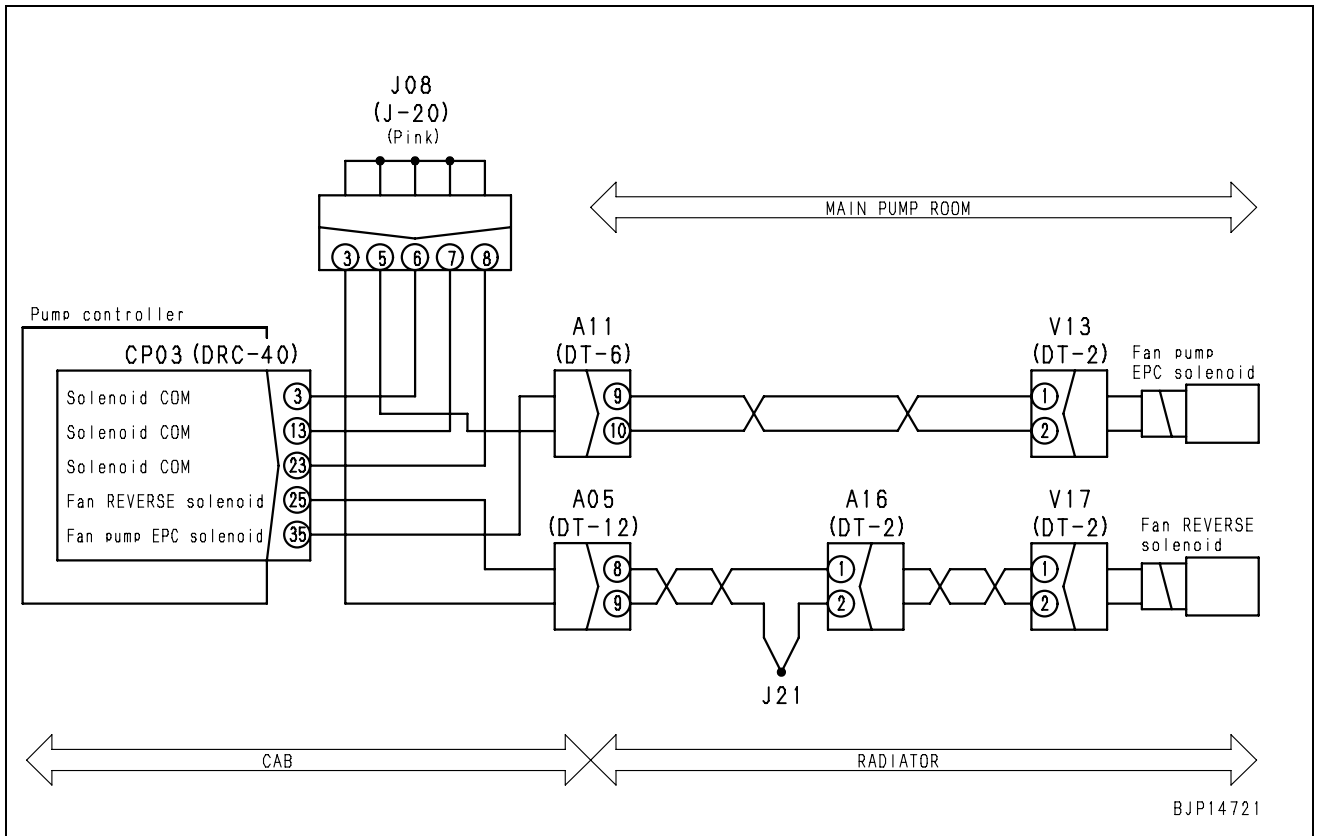 J08
(J-20)
(Pink)
MAIN PUMP ROOM
3 5 6 7 8
Pump controller
CP03 (DRC-40)
Solenoid COM 3
Solenoid COM 13
Solenoid COM 23
Fan REVERSE solenoid 25
Fan pump EPC solenoid 35
A11
(DT-6)
9
10
V13
(DT-2)
1
2
Fan pump
EPC solenoid
A05
(DT-12)
8
9
A16
(DT-2)
1
2
V17
(DT-2)
1
2
Fan REVERSE
solenoid
J21
CAB
RADIATOR
BJP14721